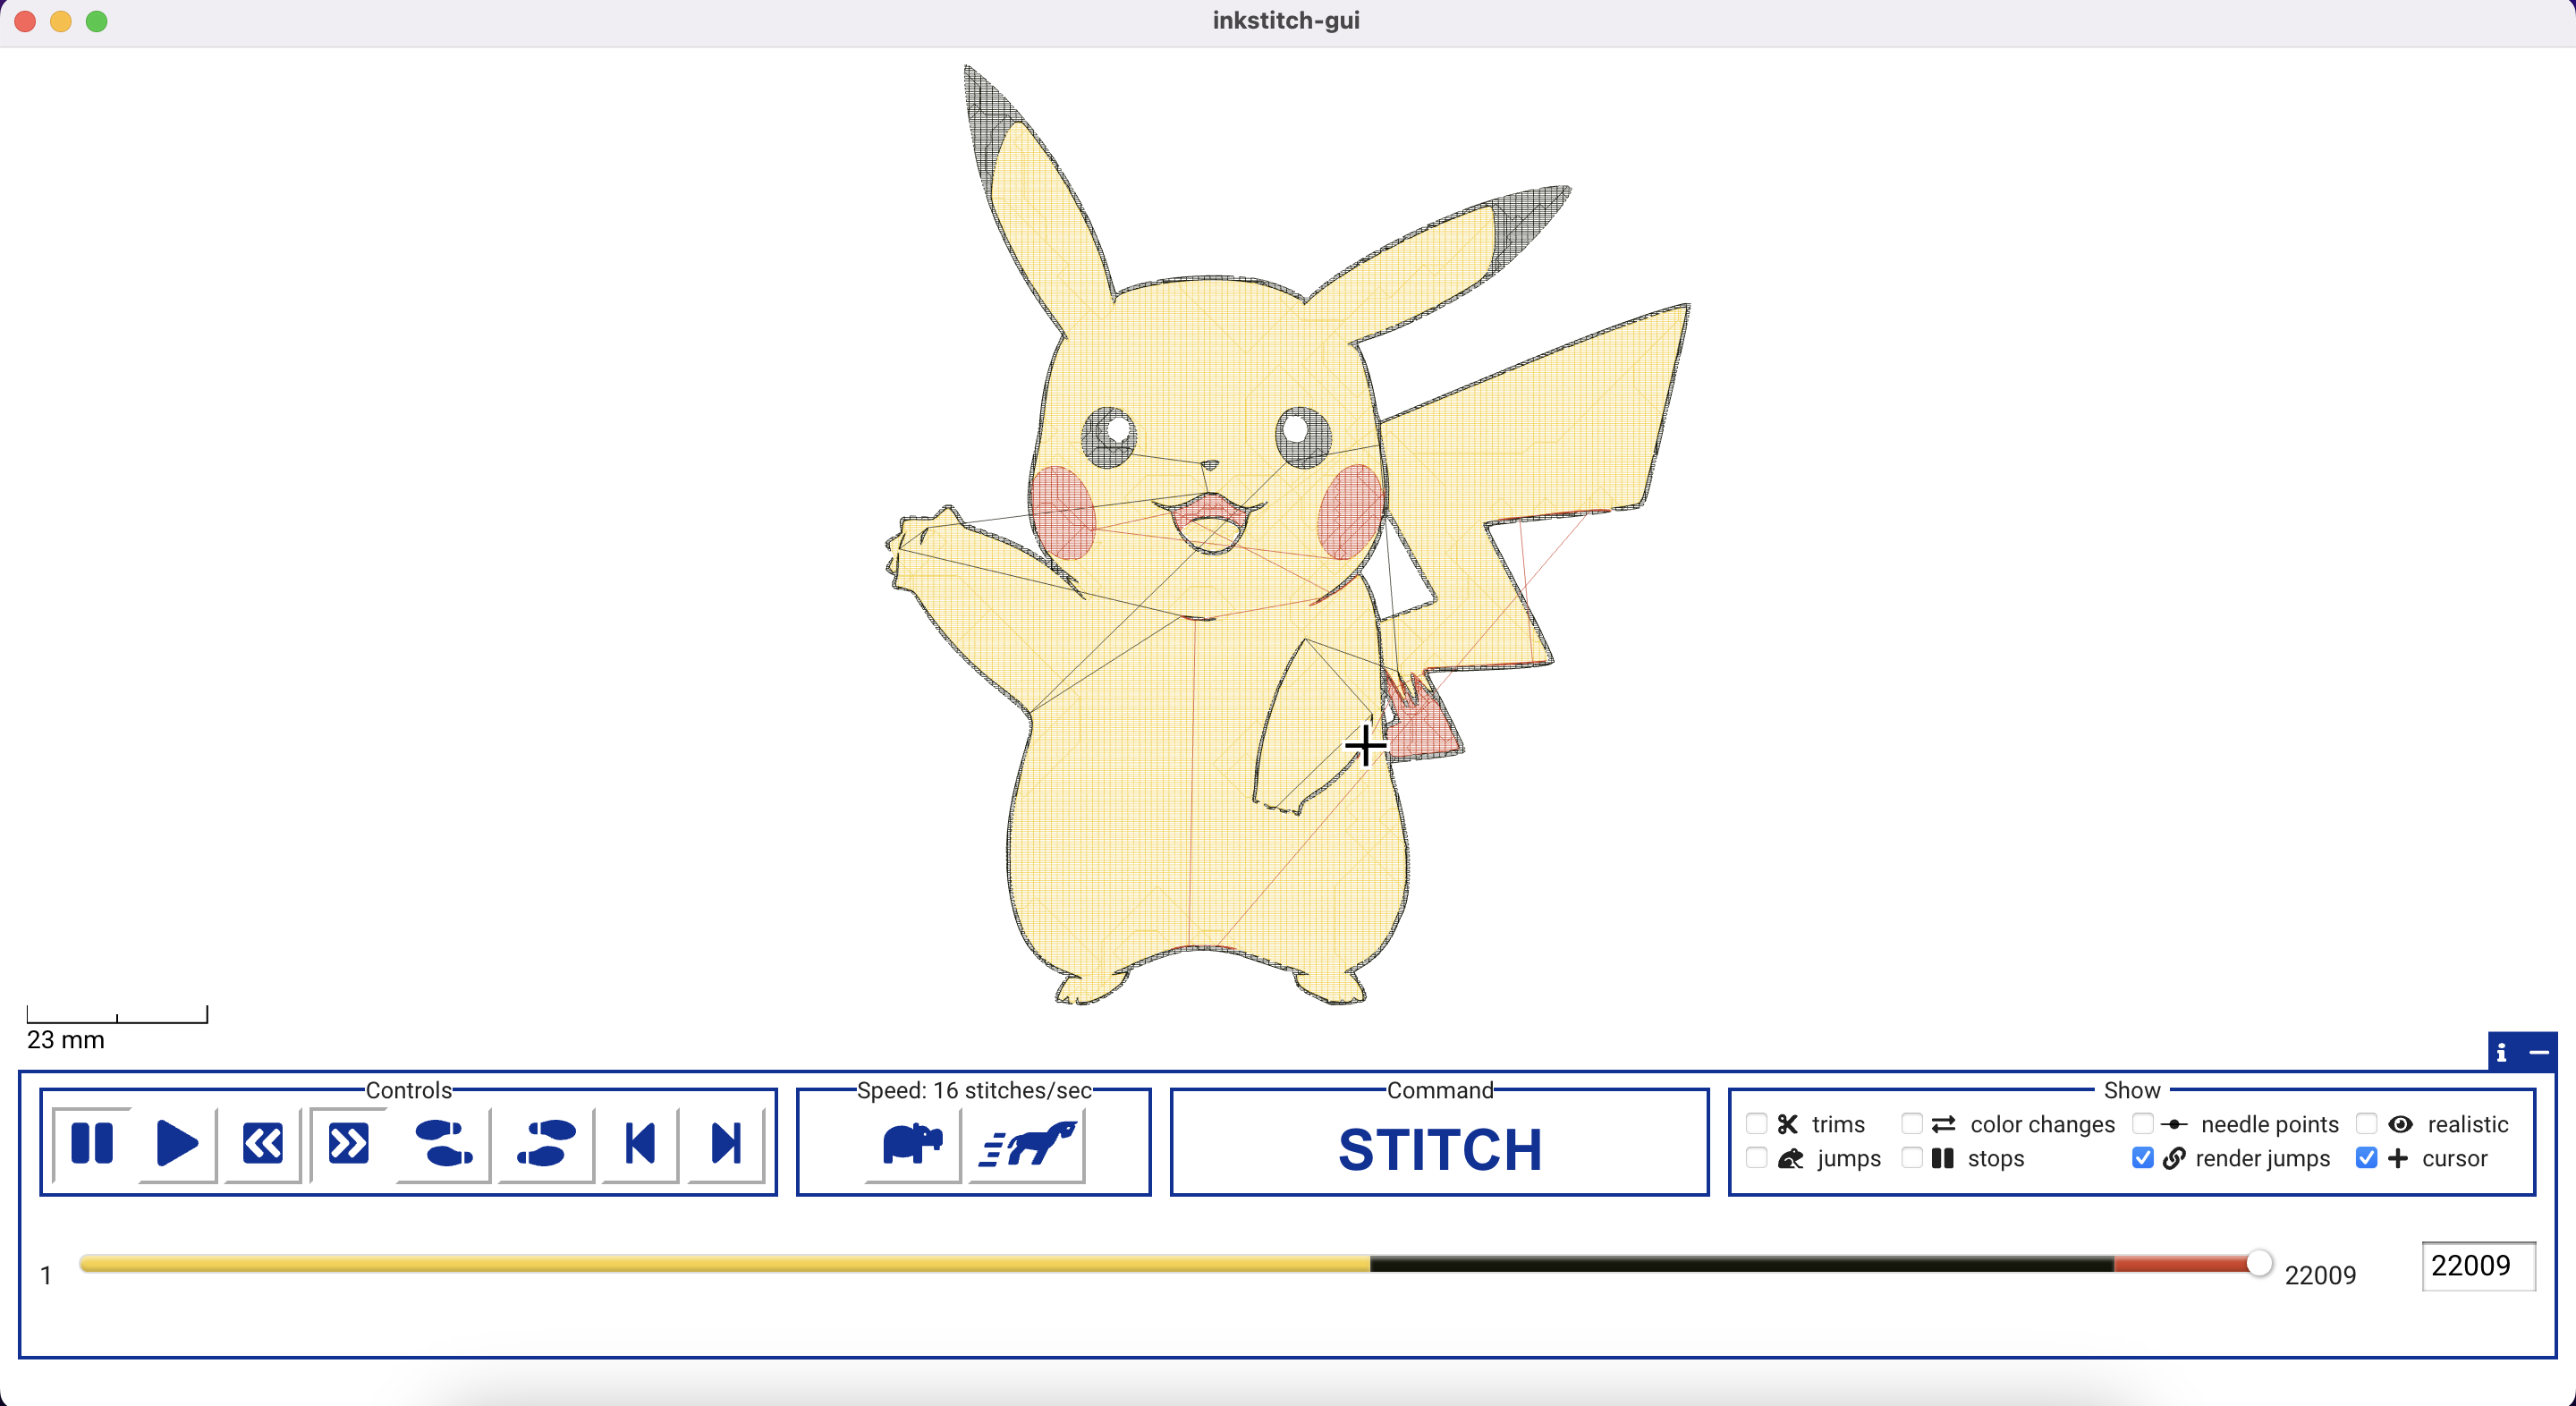 inkstitch-gui
23 mm
Controls
Speed: 16 stitches/sec
Command
Show
STITCH
trims
color changes
needle points
realistic
jumps
stops
render jumps
cursor
1
22009
22009